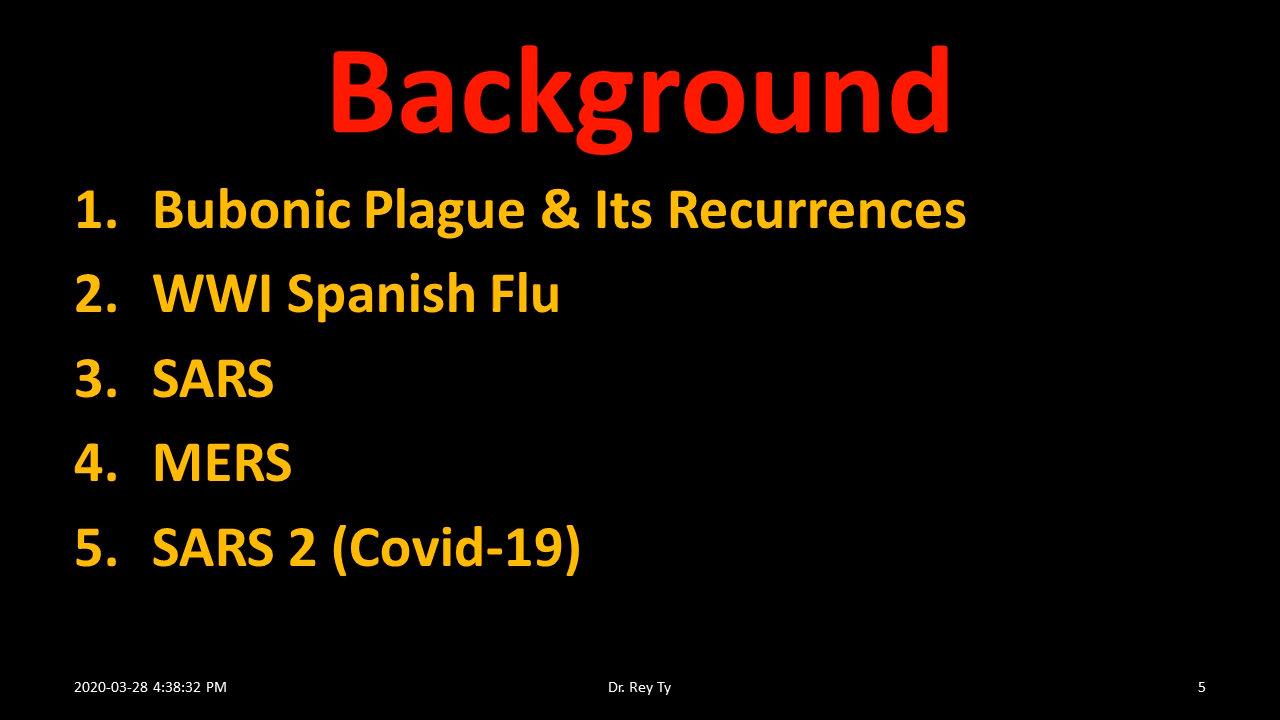 Background
1. Bubonic Plague & Its Recurrences
2. WWI Spanish Flu
3. SARS
4. MERS
5. SARS 2 (Covid-19)
2020-03-28 4:38:32 PM
Dr. Rey Ty
5